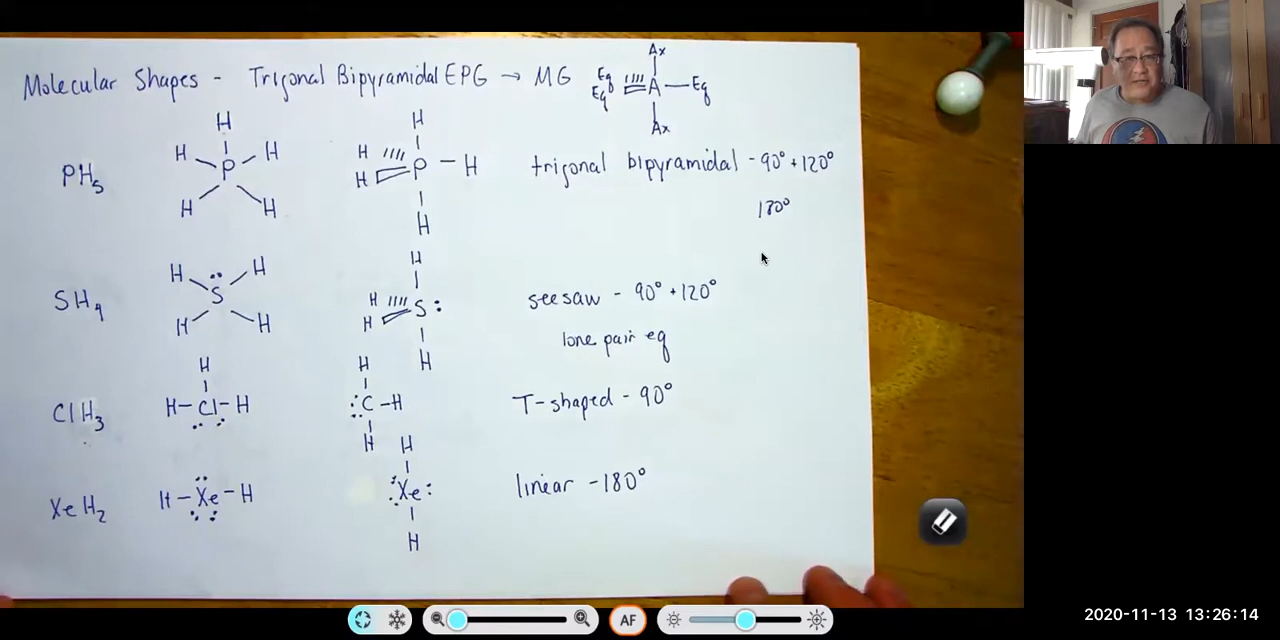 Molecular Shapes - Trigonal Bipyramidal EPG → MG
Ax
Eq
Eq
A
Eq
Ax
PH5
H
H
P
H
H
H
H
H
H
P - H
H
trigonal bipyramidal - 90° + 120°
180°
SH4
H
H
S
H
H
H
H
H
S:
H
seesaw - 90° + 120°
lone pair eq
ClH3
H
H - Cl - H
H
:C - H
H
T-shaped - 90°
XeH2
H - Xe - H
H
Xe:
H
linear - 180°
AF
2020-11-13 13:26:14